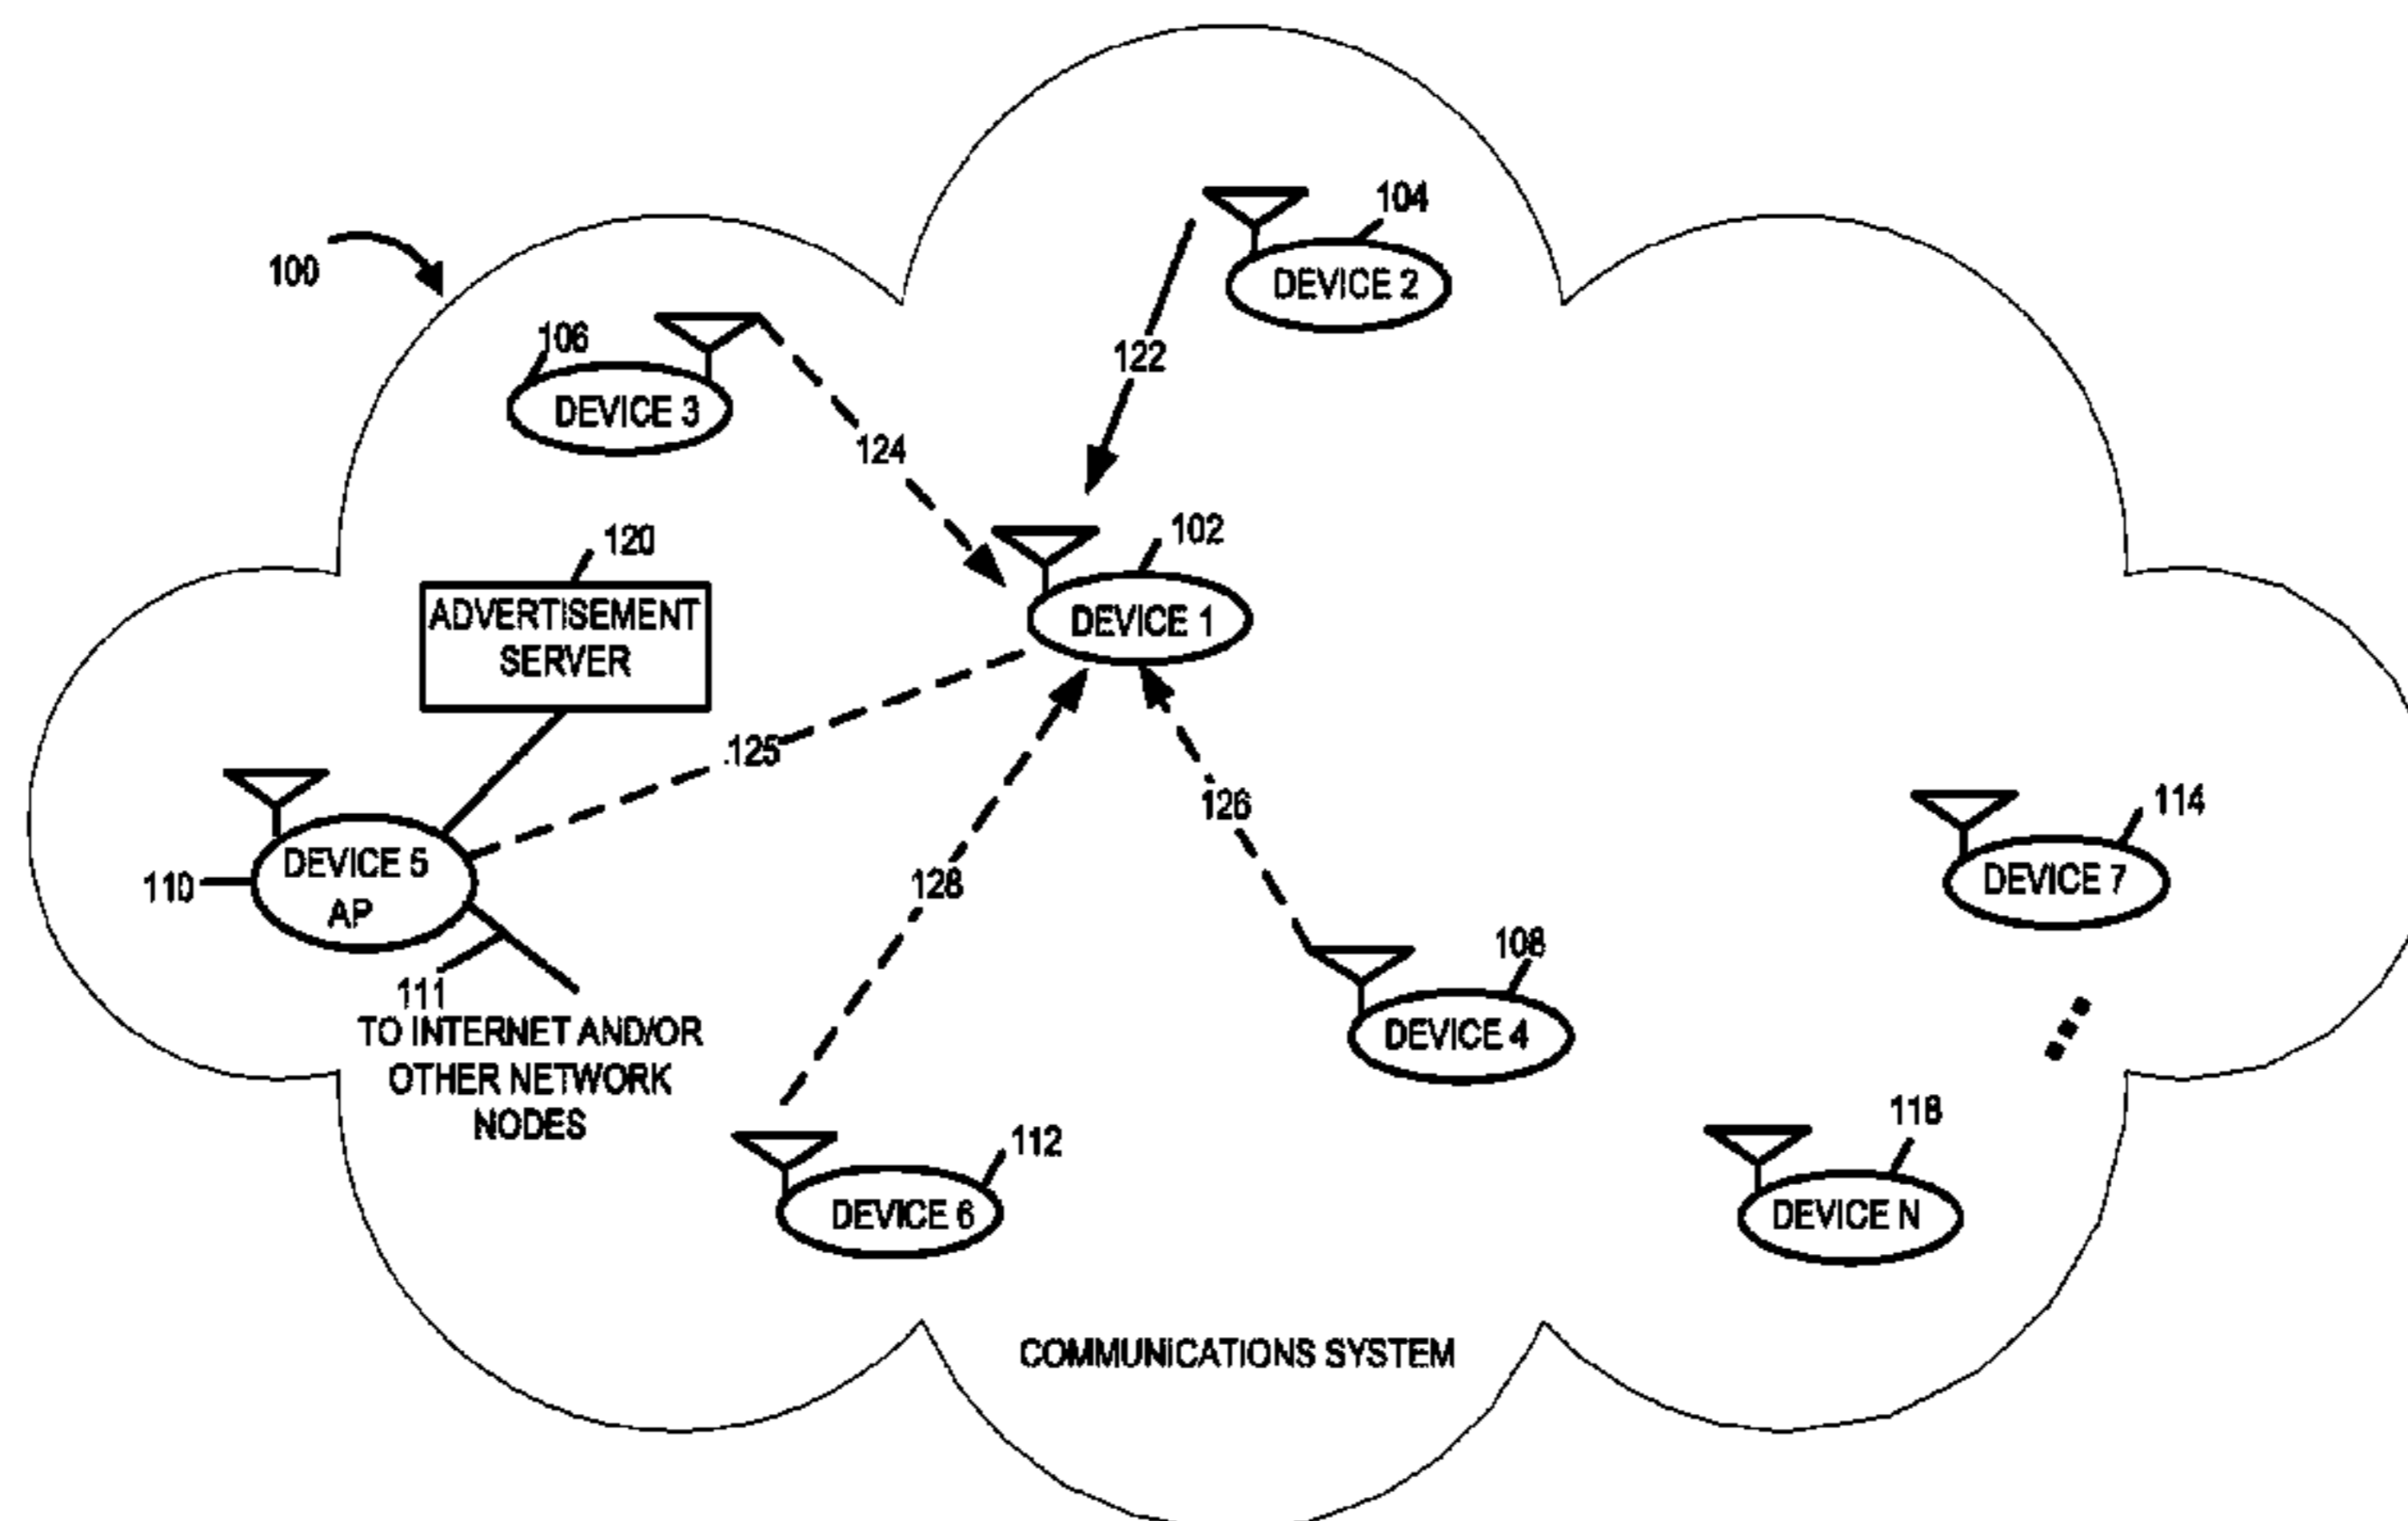 104
100
DEVICE 2
106
122
DEVICE 3
124
102
120
ADVERTISEMENT
SERVER
DEVICE 1
.125
126
114
DEVICE 5
AP
110
128
DEVICE 7
108
111
TO INTERNET AND/OR
OTHER NETWORK
NODES
DEVICE 4
118
112
DEVICE 6
DEVICE N
COMMUNICATIONS SYSTEM